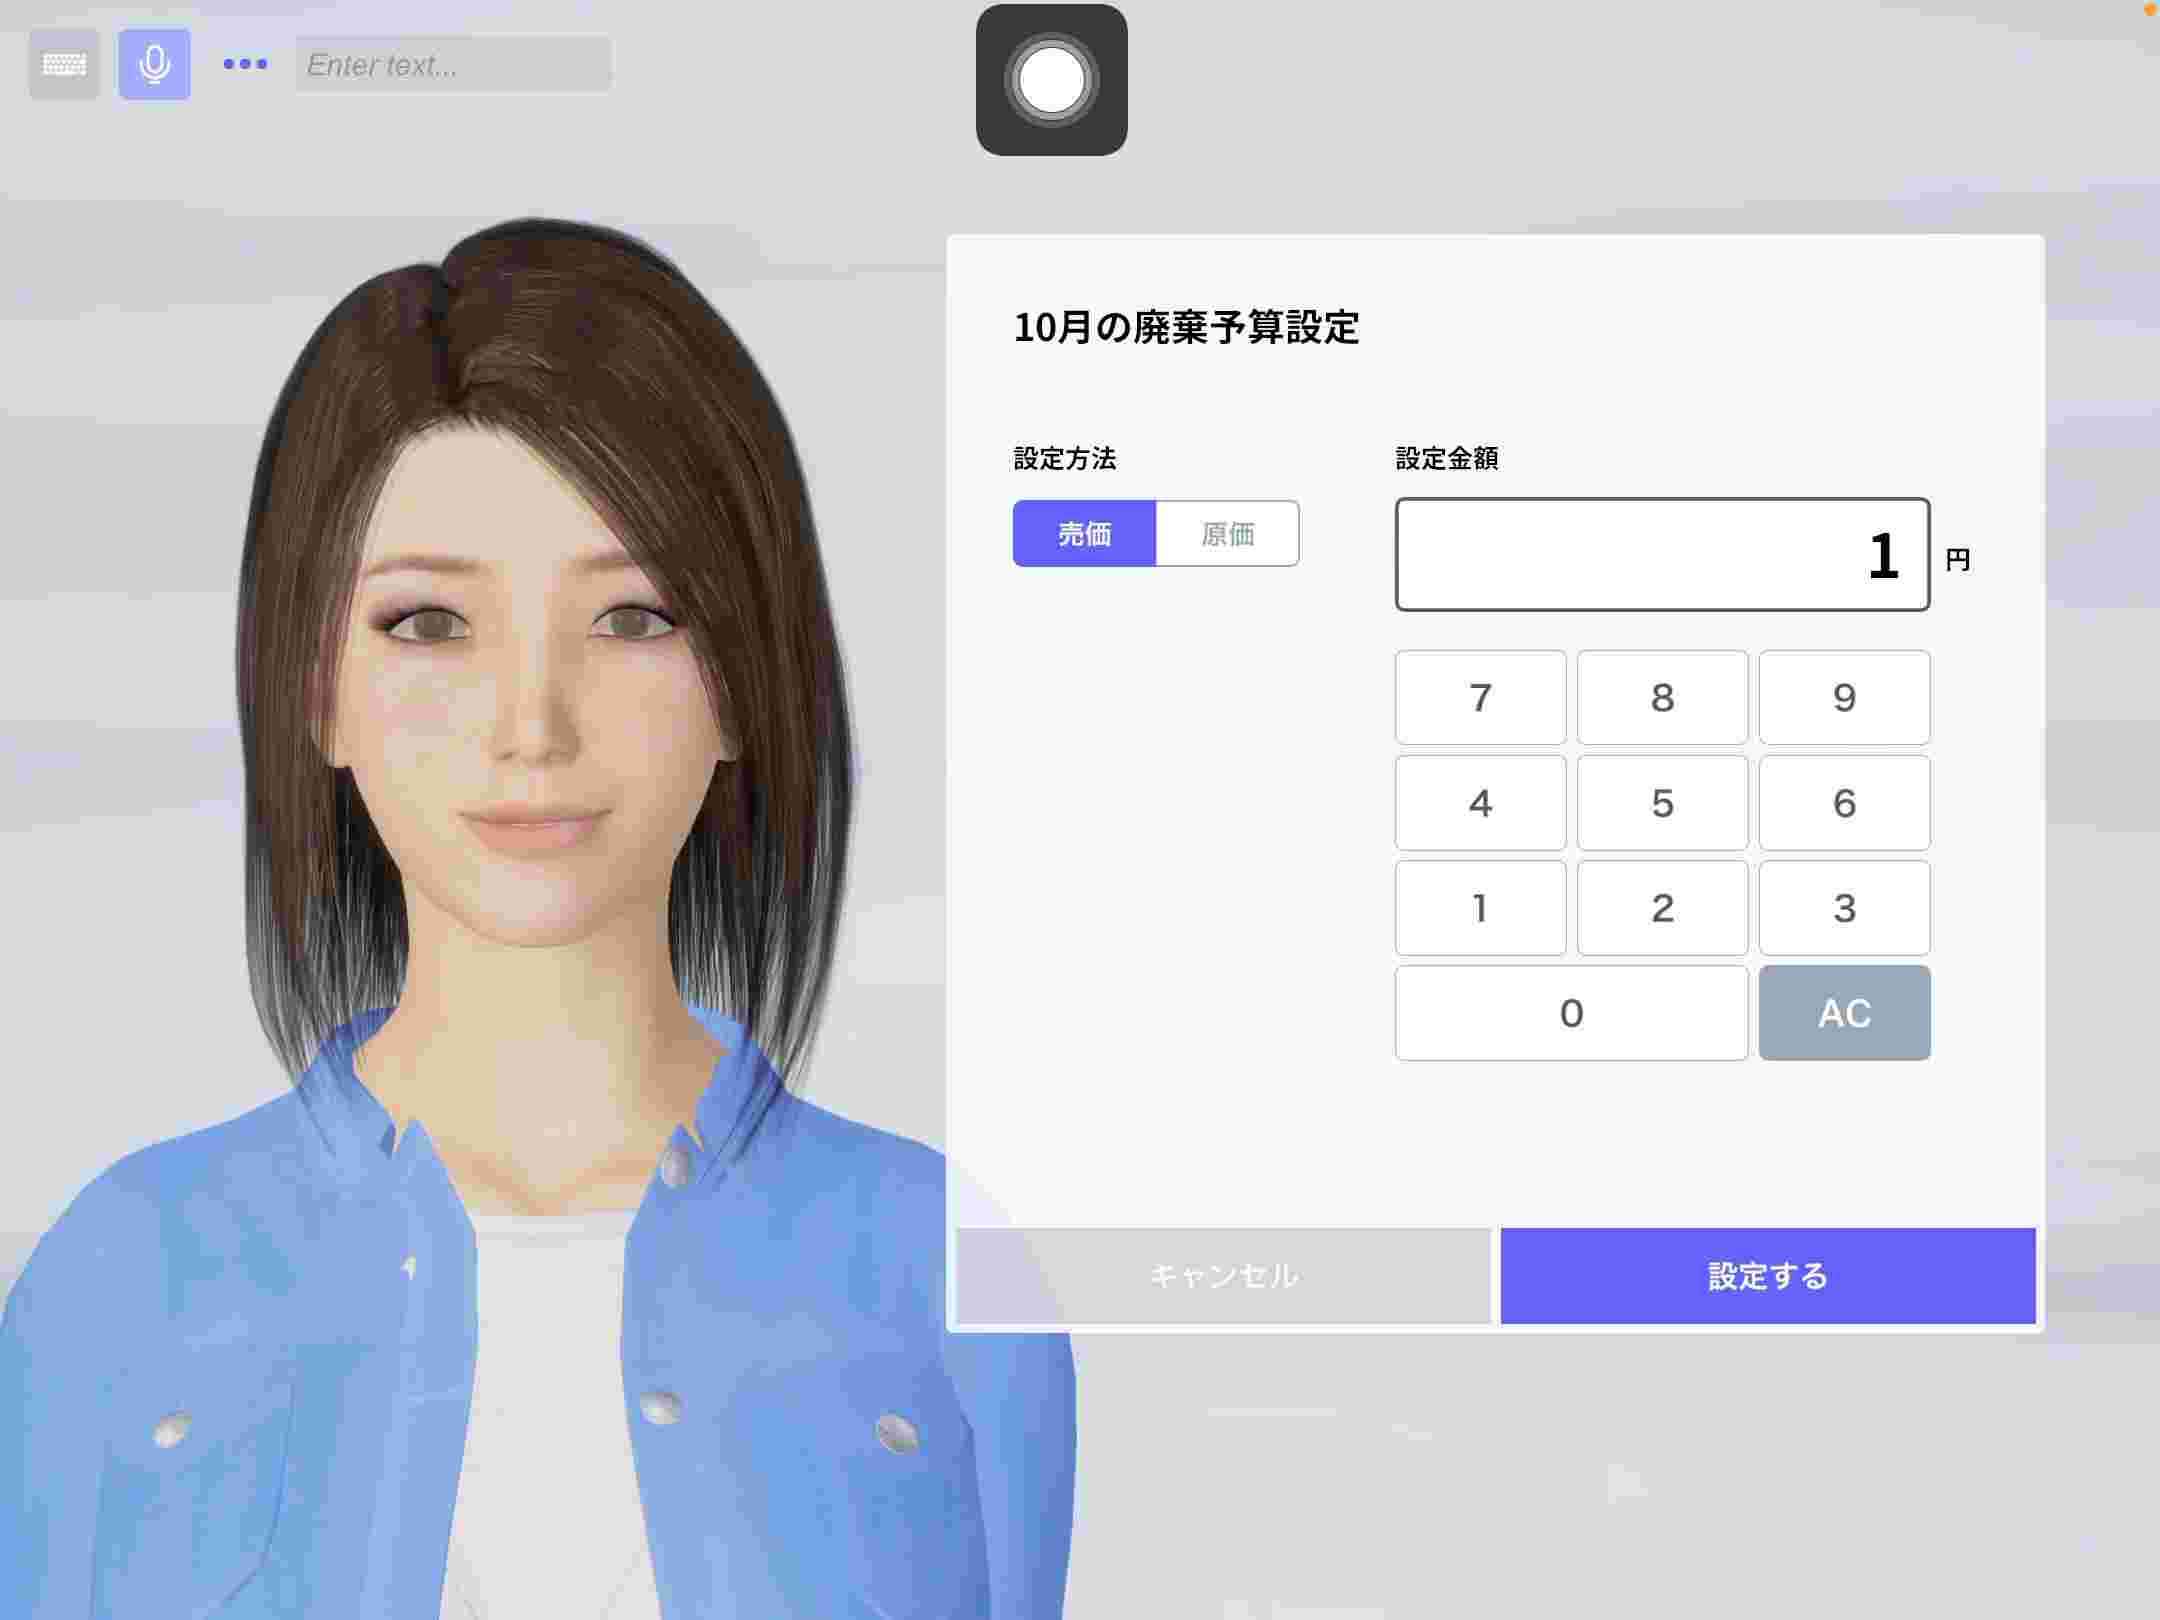 Enter text...
10月の廃棄予算設定
設定方法
設定金額
売価
原価
1 円
7 8 9
4 5 6
1 2 3
0 AC
キャンセル
設定する